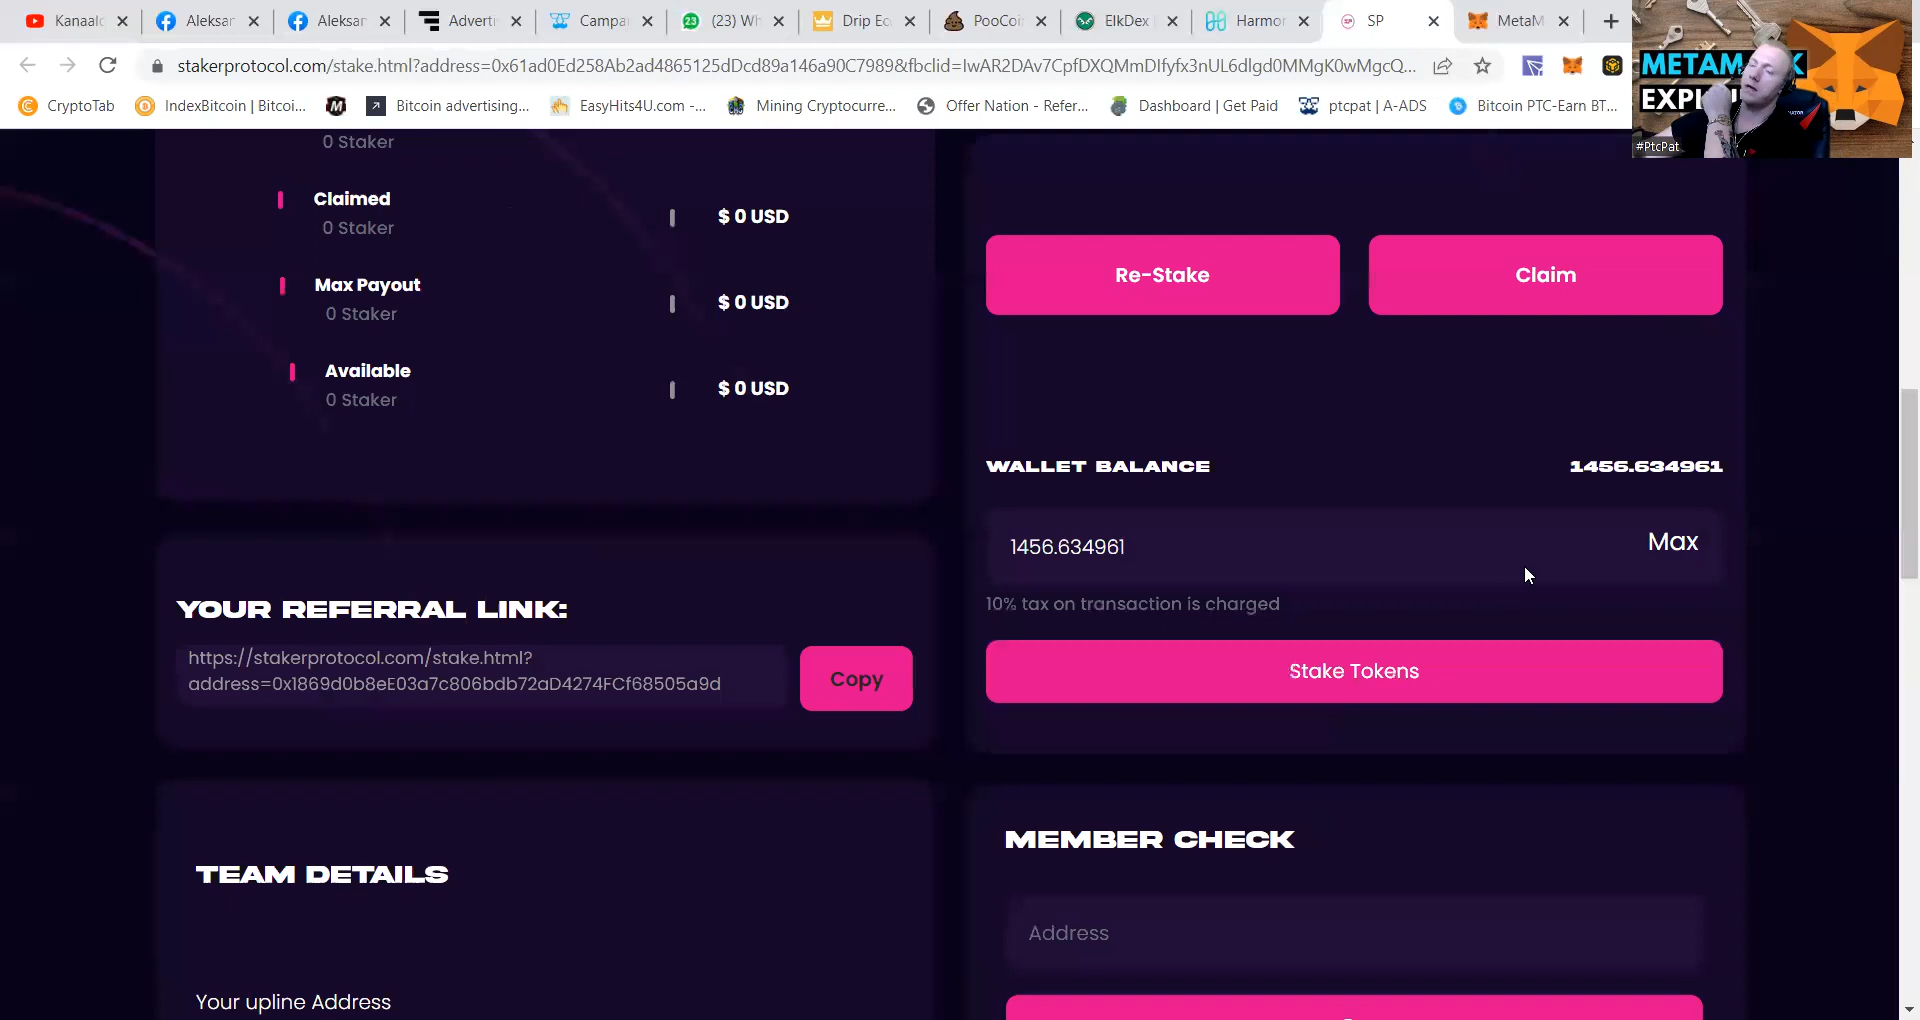 Kanaalc
Aleksar
Aleksar
Adverti
Campa
(23) Wh
Drip Ec
PooCoi
ElkDex
Harmor
SP
MetaM
stakerprotocol.com/stake.html?address=0x61ad0Ed258Ab2ad4865125dDcd89a146a90C7989&fbclid=IwAR2DAv7CpfDXQMmDIfyfx3nUL6dlgd0MMgK0wMgcQ...
CryptoTab
IndexBitcoin | Bitcoi...
Bitcoin advertising...
EasyHits4U.com -...
Mining Cryptocurre...
Offer Nation - Refer...
Dashboard | Get Paid
ptcpat | A-ADS
Bitcoin PTC-Earn BT...
#PtcPat
0 Staker
Claimed
0 Staker
$ 0 USD
Max Payout
0 Staker
$ 0 USD
Available
0 Staker
$ 0 USD
Re-Stake
Claim
WALLET BALANCE
1456.634961
1456.634961
Max
10% tax on transaction is charged
Stake Tokens
YOUR REFERRAL LINK:
https://stakerprotocol.com/stake.html?
address=0x1869d0b8eE03a7c806bdb72aD4274FCf68505a9d
Copy
TEAM DETAILS
Your upline Address
MEMBER CHECK
Address